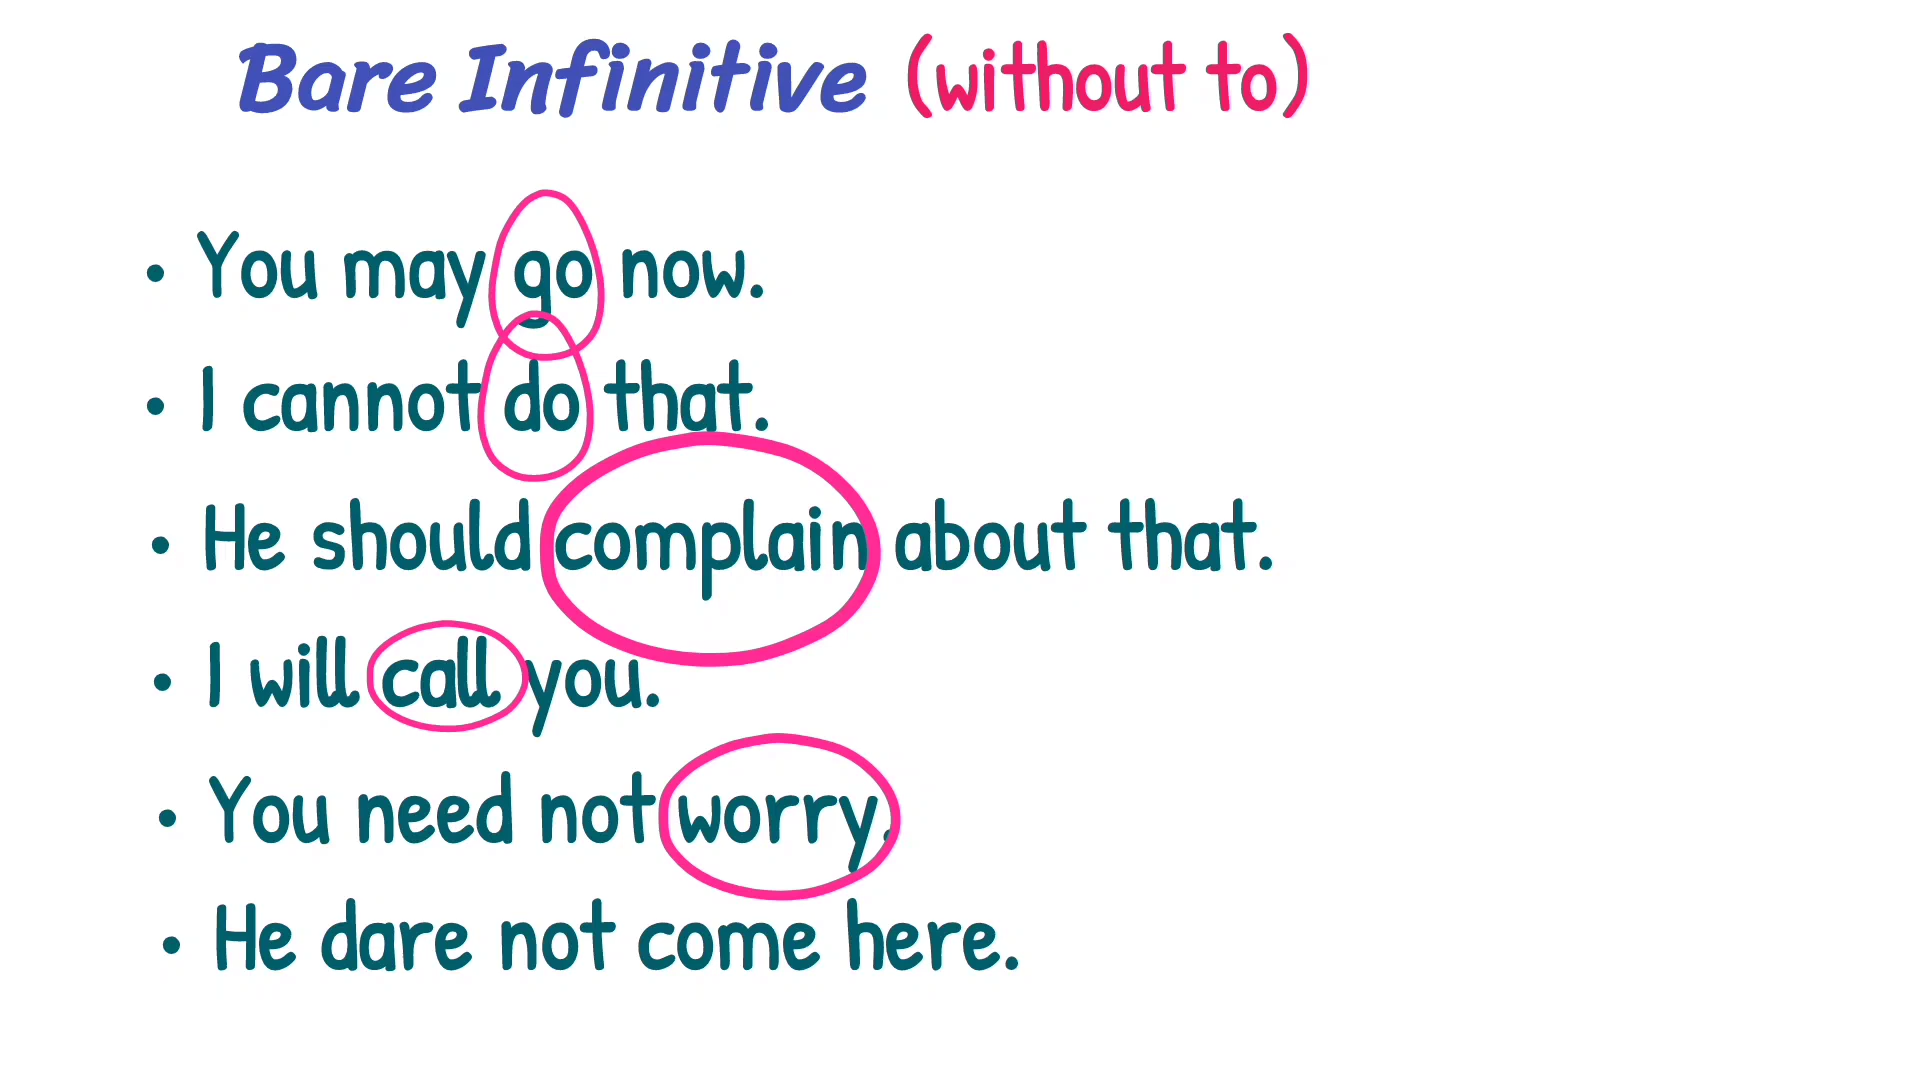 Bare Infinitive (without to)
• You may go now.
• I cannot do that.
• He should complain about that.
• I will call you.
• You need not worry.
• He dare not come here.